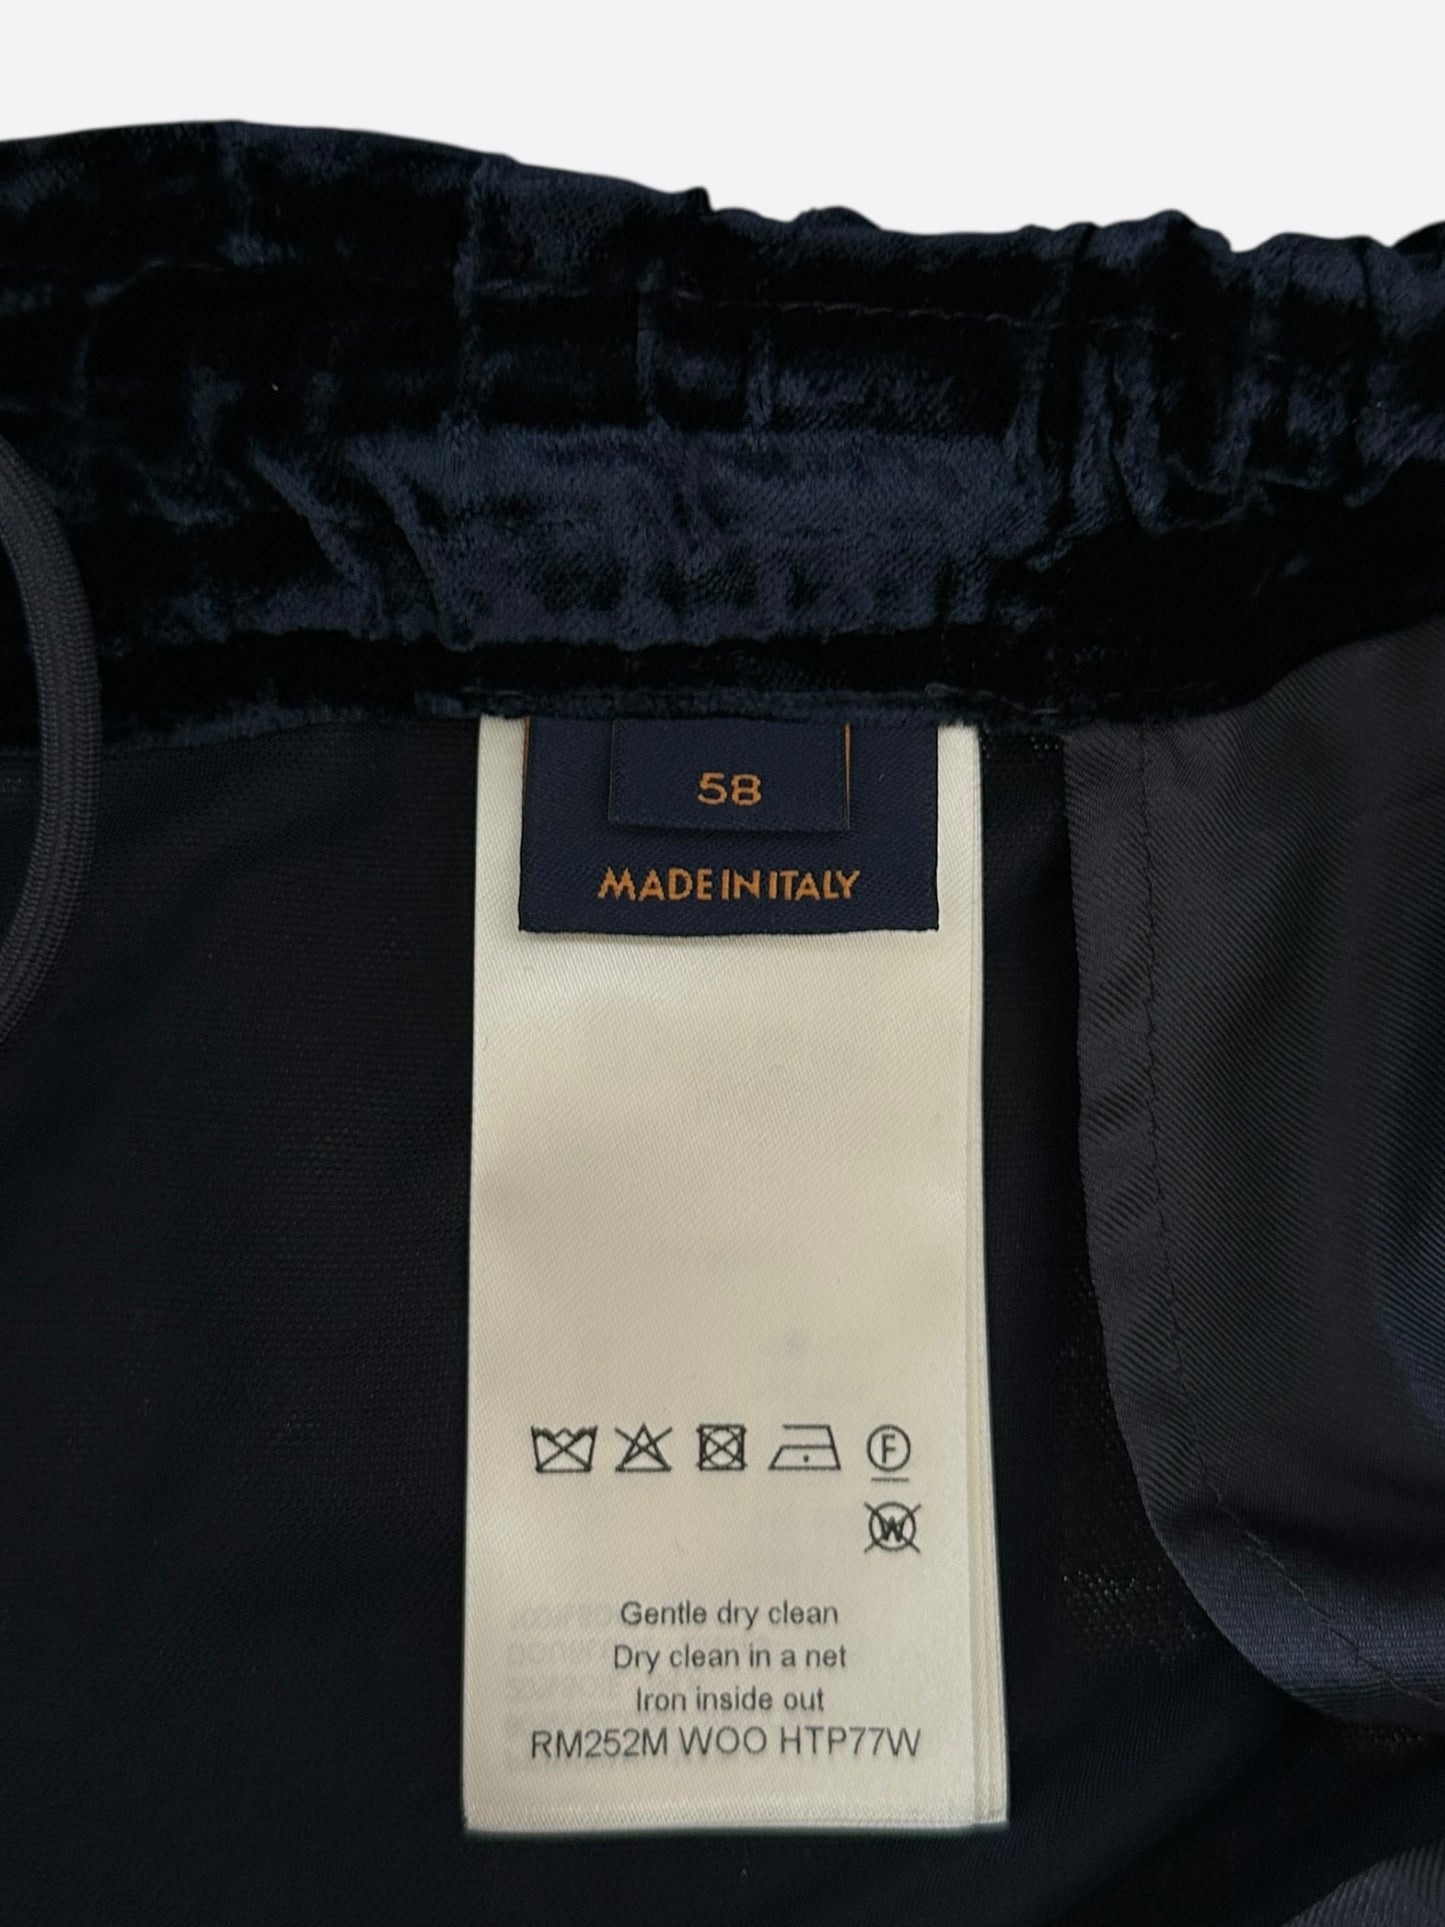 58
MADE IN ITALY
F
W
Gentle dry clean
Dry clean in a net
Iron inside out
RM252M WOO HTP77W